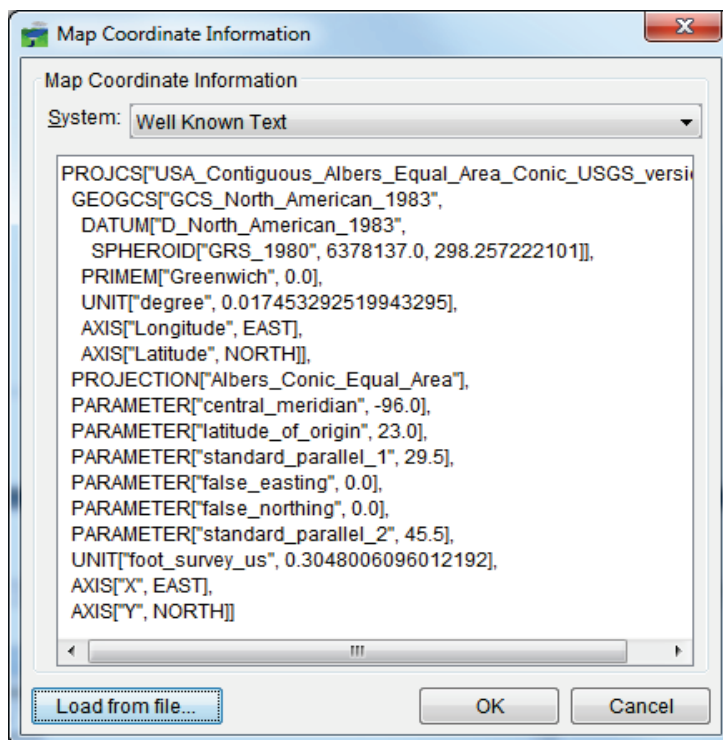 Map Coordinate Information
Map Coordinate Information
System: Well Known Text
PROJCS["USA_Contiguous_Albers_Equal_Area_Conic_USGS_versi
GEOGCS["GCS_North_American_1983",
DATUM["D_North_American_1983",
SPHEROID["GRS_1980", 6378137.0, 298.257222101]],
PRIMEM["Greenwich", 0.0],
UNIT["degree", 0.017453292519943295],
AXIS["Longitude", EAST],
AXIS["Latitude", NORTH]],
PROJECTION["Albers_Conic_Equal_Area"],
PARAMETER["central_meridian", -96.0],
PARAMETER["latitude_of_origin", 23.0],
PARAMETER["standard_parallel_1", 29.5],
PARAMETER["false_easting", 0.0],
PARAMETER["false_northing", 0.0],
PARAMETER["standard_parallel_2", 45.5],
UNIT["foot_survey_us", 0.3048006096012192],
AXIS["X", EAST],
AXIS["Y", NORTH]]
Load from file... OK Cancel